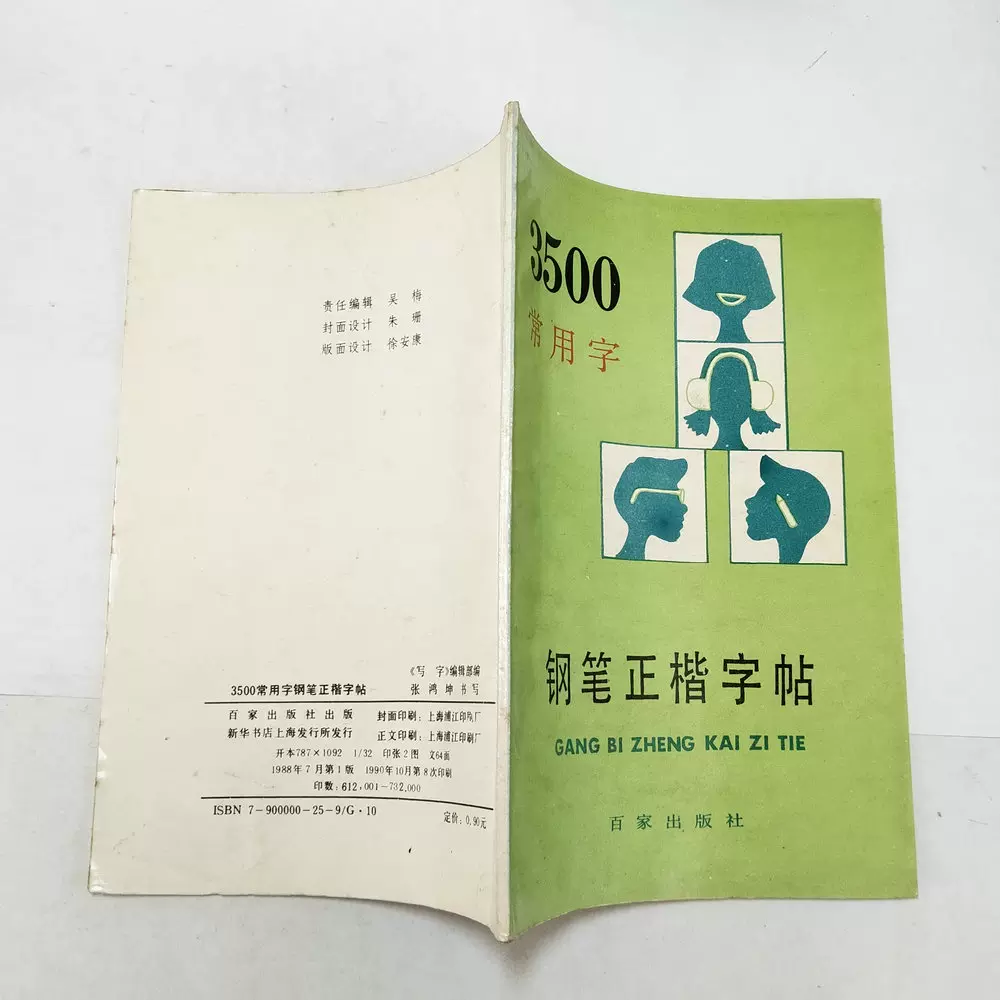 3500
常用字
钢笔正楷字帖
GANG BI ZHENG KAI ZI TIE
百家出版社
责任编辑 吴梅
封面设计 朱珊
版面设计 徐安康
《写字》编辑部编
3500常用字钢笔正楷字帖 张鸿坤书写
百家出版社出版 封面印刷：上海浦江印刷厂
新华书店上海发行所发行 正文印刷：上海浦江印刷厂
开本787×1092 1/32 印张2 图 文64面
1988年7月第1版 1990年10月第8次印刷
印数：612,001-732,000
ISBN 7-900000-25-9/G·10
定价：0.90元